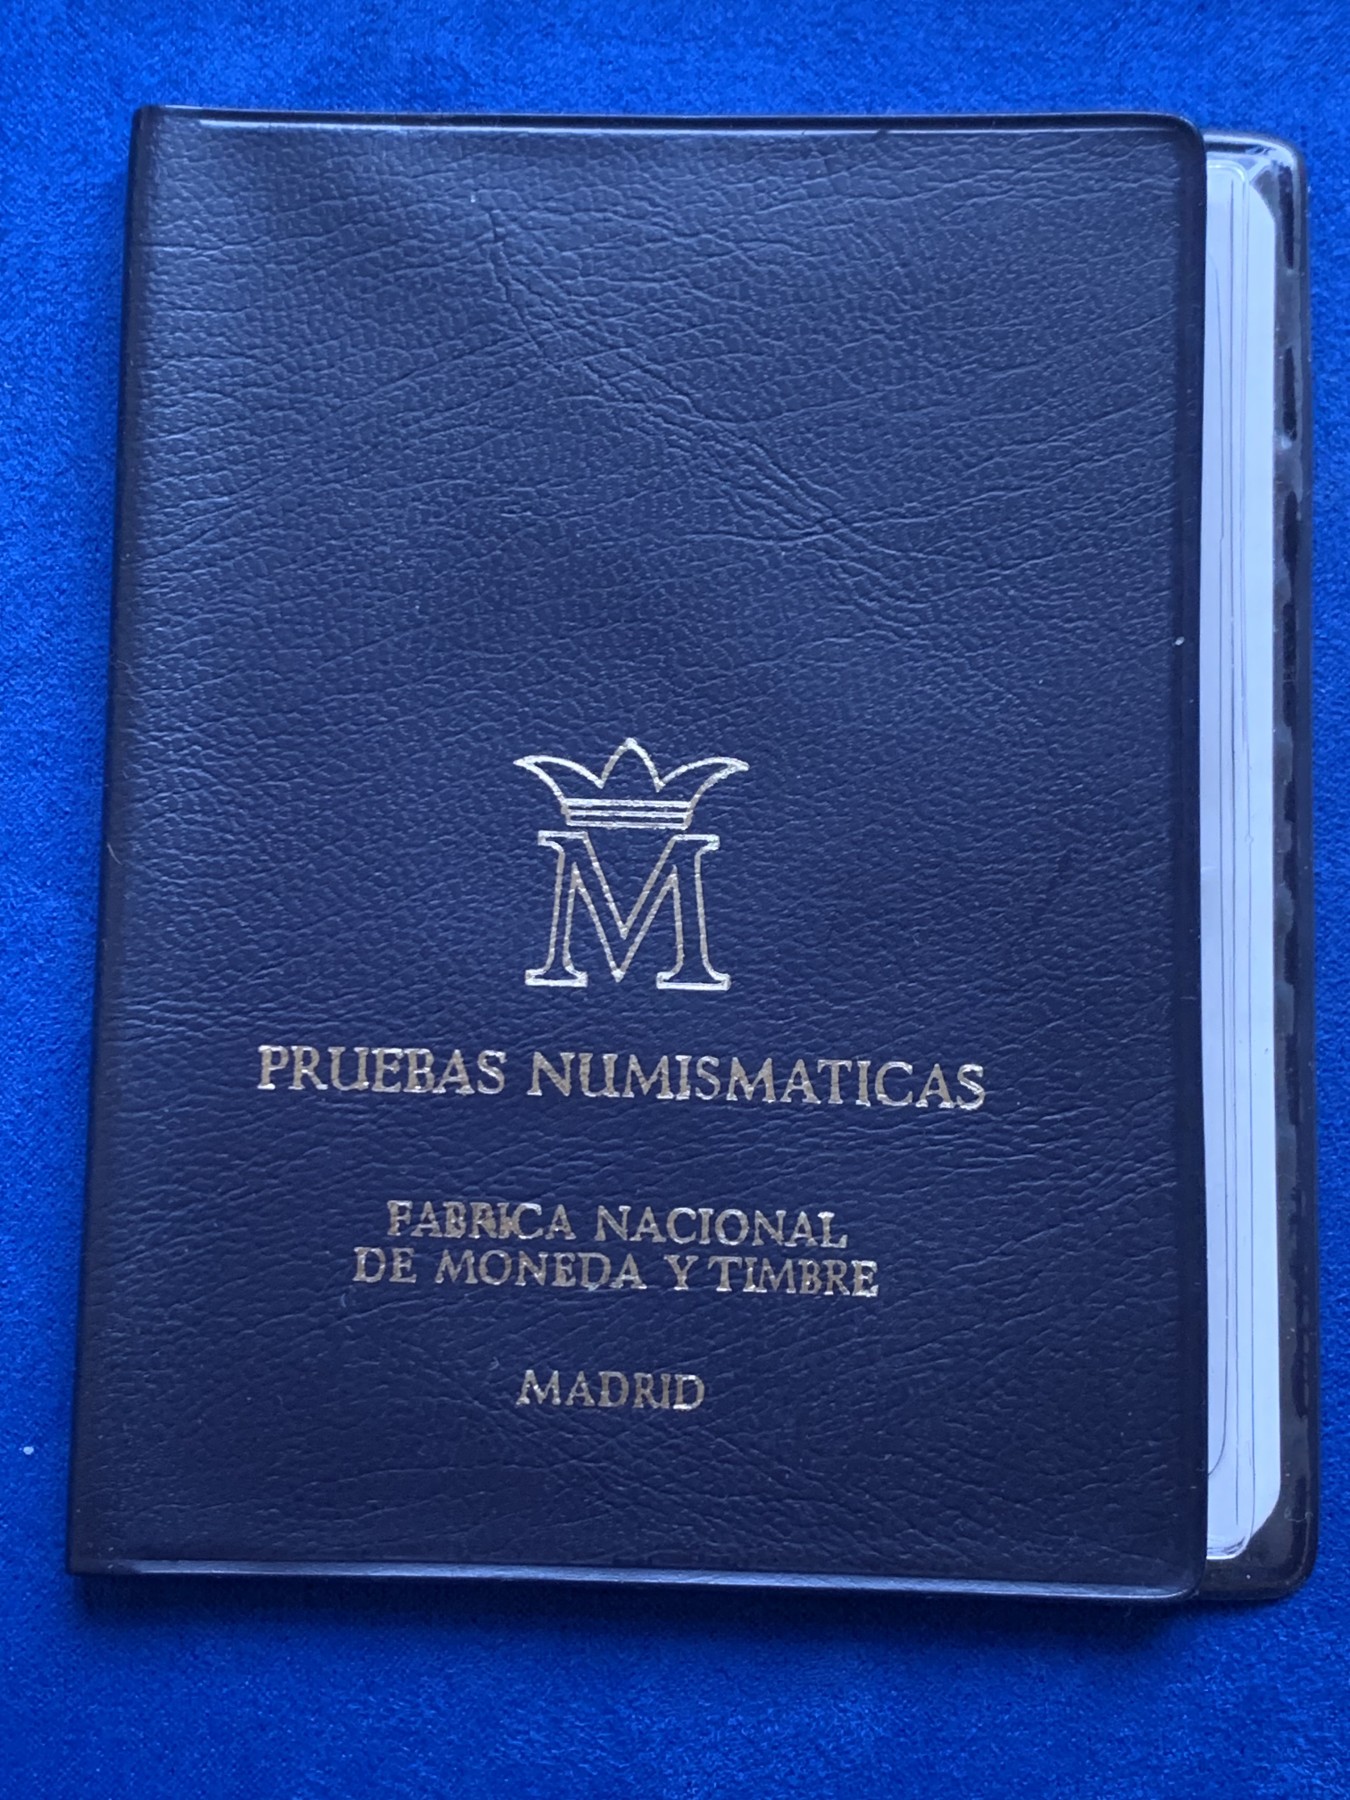 M
PRUEBAS NUMISMATICAS
FABRICA NACIONAL
DE MONEDA Y TIMBRE
MADRID